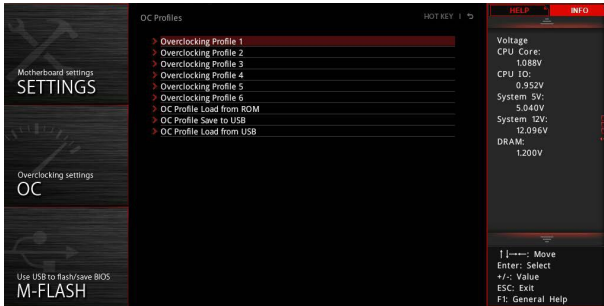 OC Profiles
HOT KEY |
Overclocking Profile 1
Overclocking Profile 2
Overclocking Profile 3
Overclocking Profile 4
Overclocking Profile 5
Overclocking Profile 6
OC Profile Load from ROM
OC Profile Save to USB
OC Profile Load from USB
Motherboard settings
SETTINGS
Overclocking settings
OC
Use USB to flash/save BIOS
M-FLASH
HELP
INFO
Voltage
CPU Core:
1.088V
CPU IO:
0.952V
System 5V:
5.040V
System 12V:
12.096V
DRAM:
1.200V
↑↓→←: Move
Enter: Select
+/-: Value
ESC: Exit
F1: General Help